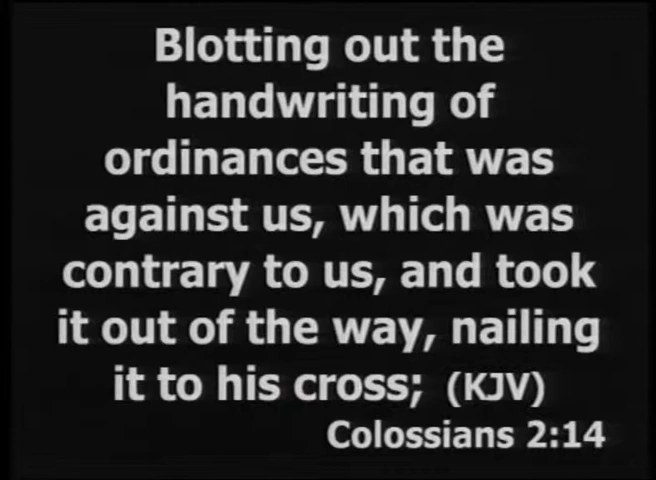 Blotting out the
handwriting of
ordinances that was
against us, which was
contrary to us, and took
it out of the way, nailing
it to his cross; (KJV)
Colossians 2:14